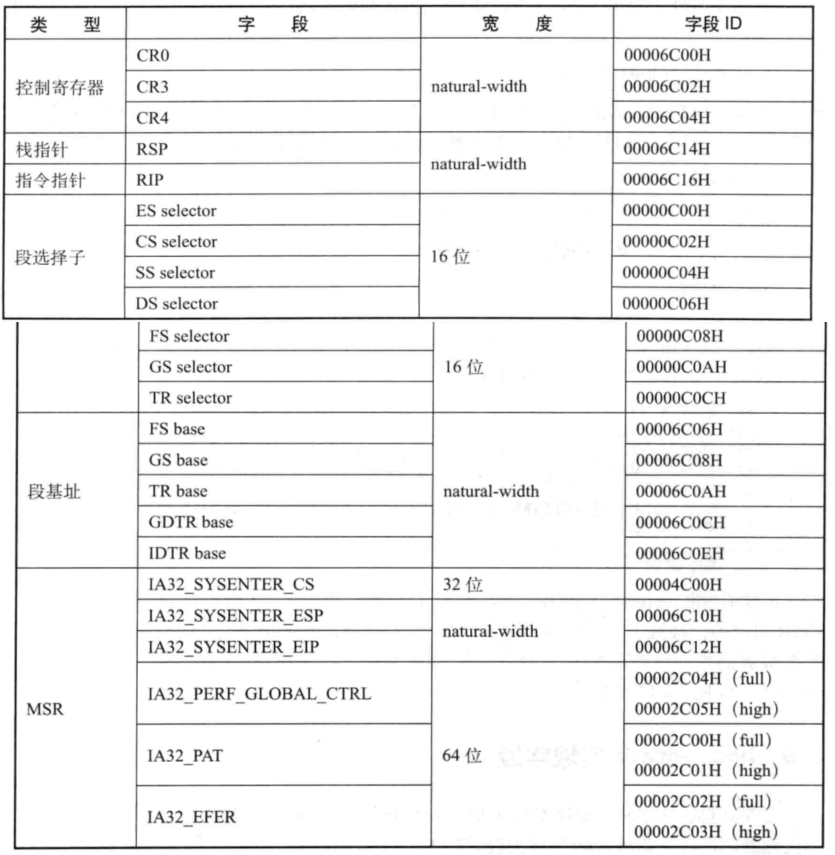 类 型 字 段 宽 度 字段 ID
控制寄存器 CR0 natural-width 00006C00H
CR3 00006C02H
CR4 00006C04H
栈指针 RSP natural-width 00006C14H
指令指针 RIP 00006C16H
段选择子 ES selector 16 位 00000C00H
CS selector 00000C02H
SS selector 00000C04H
DS selector 00000C06H
FS selector 16 位 00000C08H
GS selector 00000C0AH
TR selector 00000C0CH
段基址 FS base natural-width 00006C06H
GS base 00006C08H
TR base 00006C0AH
GDTR base 00006C0CH
IDTR base 00006C0EH
MSR IA32_SYSENTER_CS 32 位 00004C00H
IA32_SYSENTER_ESP natural-width 00006C10H
IA32_SYSENTER_EIP 00006C12H
IA32_PERF_GLOBAL_CTRL 64 位 00002C04H（full）
00002C05H（high）
IA32_PAT 00002C00H（full）
00002C01H（high）
IA32_EFER 00002C02H（full）
00002C03H（high）